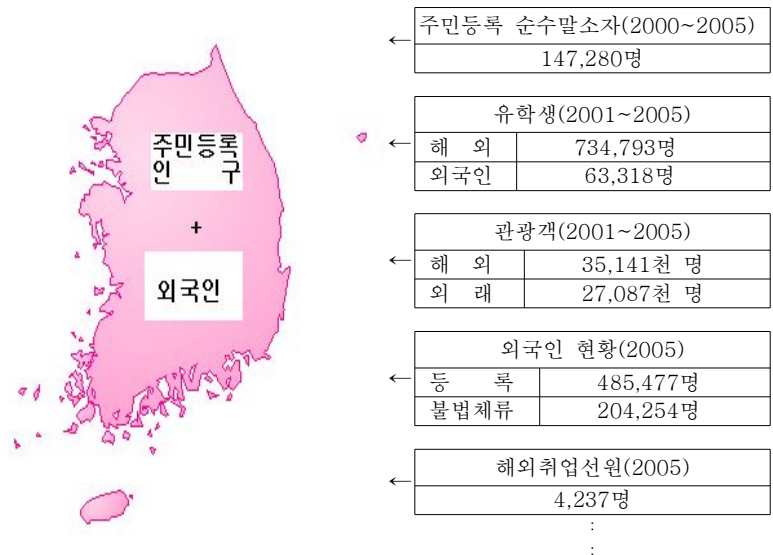 주민등록
인 구
+
외국인
← 주민등록 순수말소자(2000~2005)
147,280명
← 유학생(2001~2005)
해 외 734,793명
외국인 63,318명
← 관광객(2001~2005)
해 외 35,141천 명
외 래 27,087천 명
← 외국인 현황(2005)
등 록 485,477명
불법체류 204,254명
← 해외취업선원(2005)
4,237명
:
: